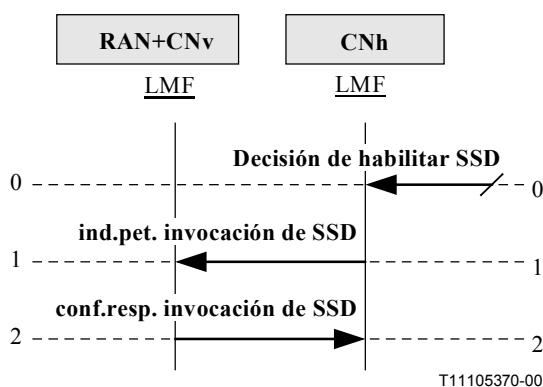 RAN+CNv CNh
LMF LMF
Decisión de habilitar SSD
0 0
ind.pet. invocación de SSD
1 1
conf.resp. invocación de SSD
2 2
T11105370-00